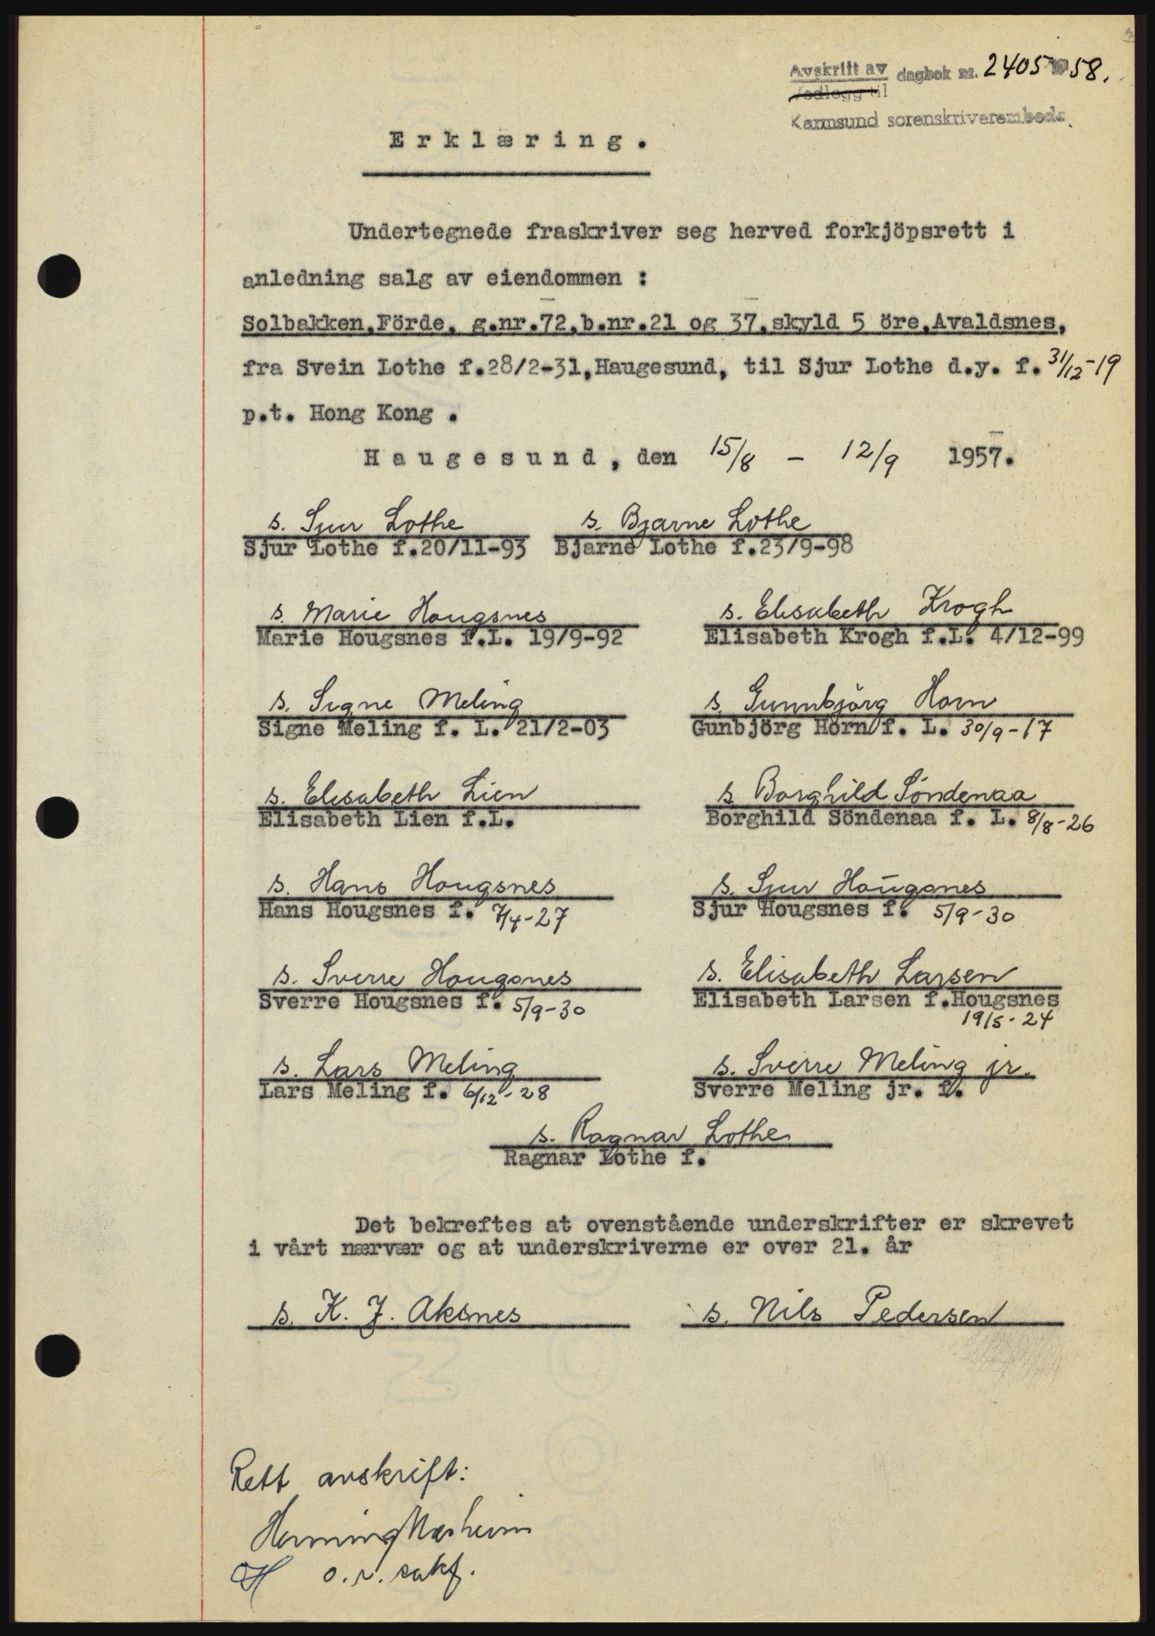 Avskrift av dagbok nr. 2405 1958.
Vedlegg til
Karmsund sorenskriverembede.
Erklæring.
Undertegnede fraskriver seg herved forkjöpsrett i
anledning salg av eiendommen :
Solbakken, Förde, g.nr.72, b.nr.21 og 37, skyld 5 öre, Avaldsnes,
fra Svein Lothe f.28/2-31, Haugesund, til Sjur Lothe d.y. f. 31/12-19
p.t. Hong Kong .
Haugesund, den 15/8 - 12/9 1957.
s. Sjur Lothe s. Bjarne Lothe
Sjur Lothe f.20/11-93 Bjarne Lothe f.23/9-98
s. Marie Hougsnes s. Elisabeth Krogh
Marie Hougsnes f.L. 19/9-92 Elisabeth Krogh f.L. 4/12-99
s. Signe Meling s. Gunnbjörg Horn
Signe Meling f. L. 21/2-03 Gunbjörg Horn f. L. 30/9-17
s. Elisabeth Lien s. Borghild Söndenaa
Elisabeth Lien f.L. Borghild Söndenaa f. L. 8/8-26
s. Hans Hougsnes s. Sjur Hougsnes
Hans Hougsnes f. 7/4-27 Sjur Hougsnes f. 5/9-30
s. Sverre Hougsnes s. Elisabeth Larsen
Sverre Hougsnes f. 5/9-30 Elisabeth Larsen f.Hougsnes
19/5-24
s. Lars Meling s. Sverre Meling jr.
Lars Meling f. 6/12-28 Sverre Meling jr. f.
s. Ragnar Lothe
Ragnar Lothe f.
Det bekreftes at ovenstående underskrifter er skrevet
i vårt nærvær og at underskriverne er over 21. år
s. K. J. Aksnes s. Nils Pedersen
Rett avskrift:
Henning
o.r. sakf.